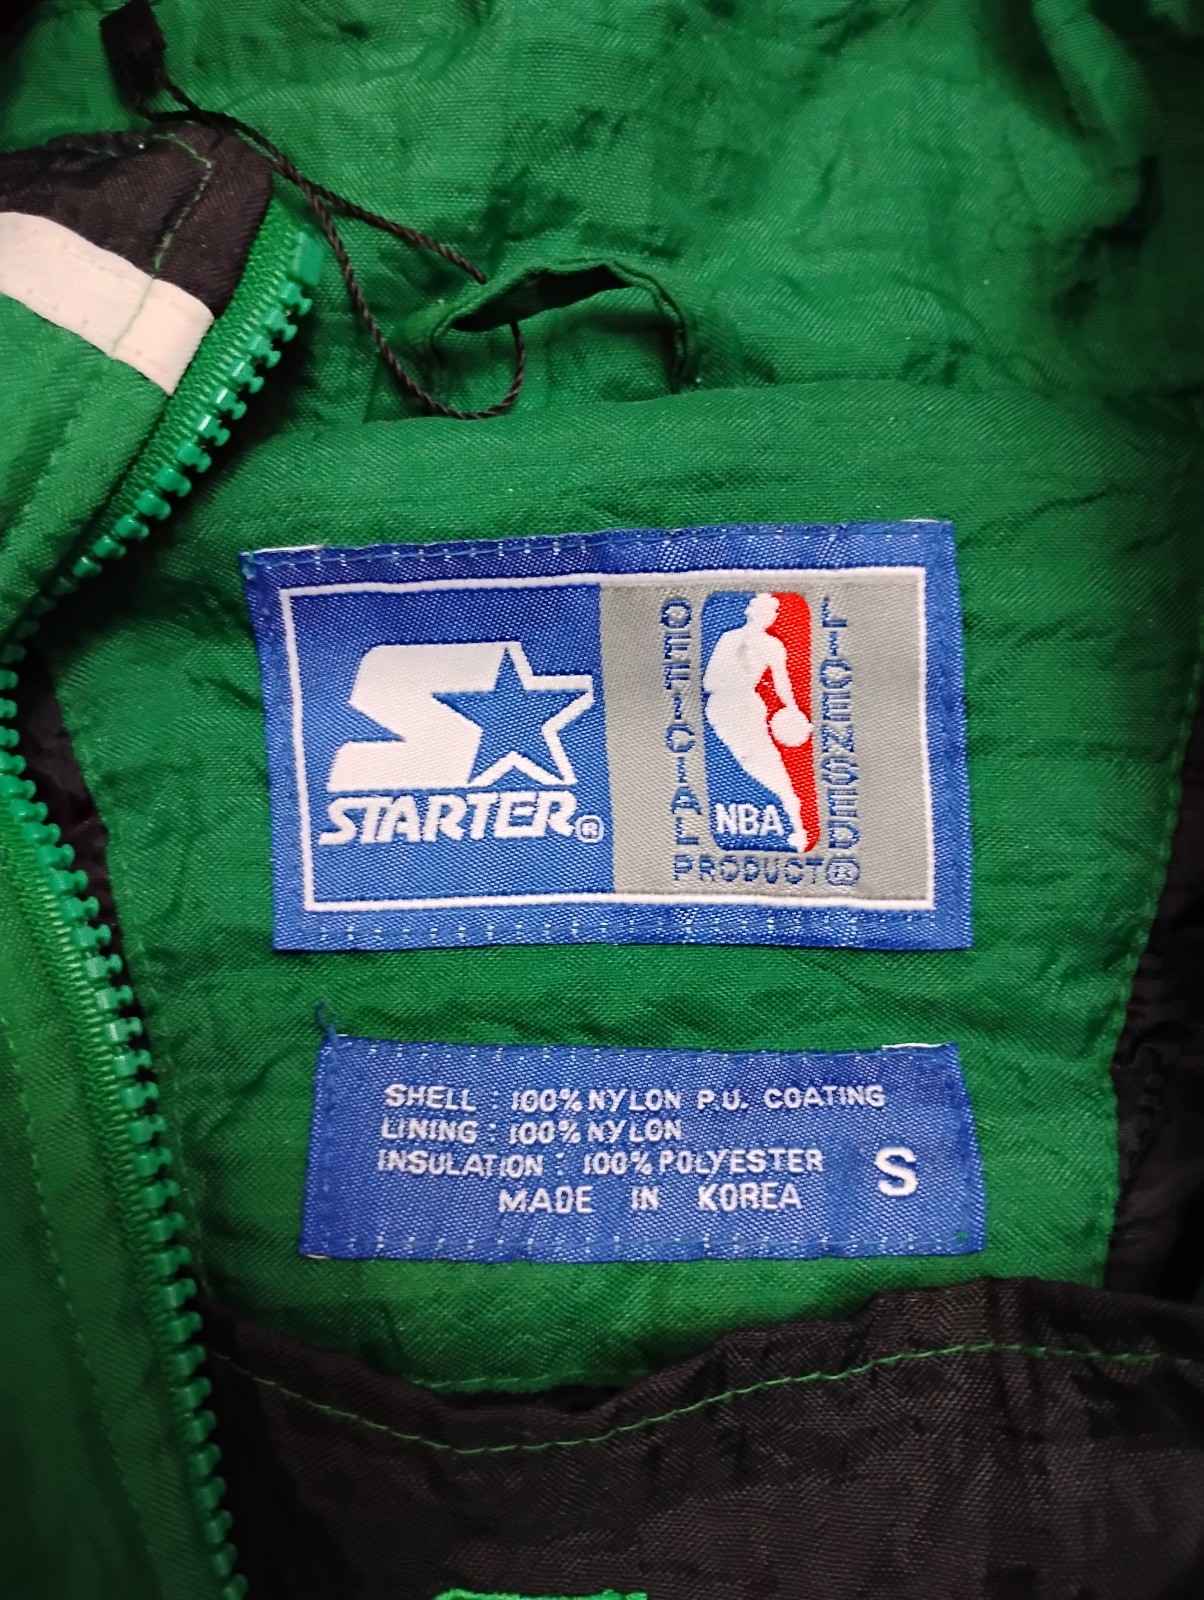 STARTER®
OFFICIAL
NBA
LICENSED
PRODUCT®
SHELL : 100% NYLON P.U. COATING
LINING : 100% NYLON
INSULATION : 100% POLYESTER
MADE IN KOREA
S